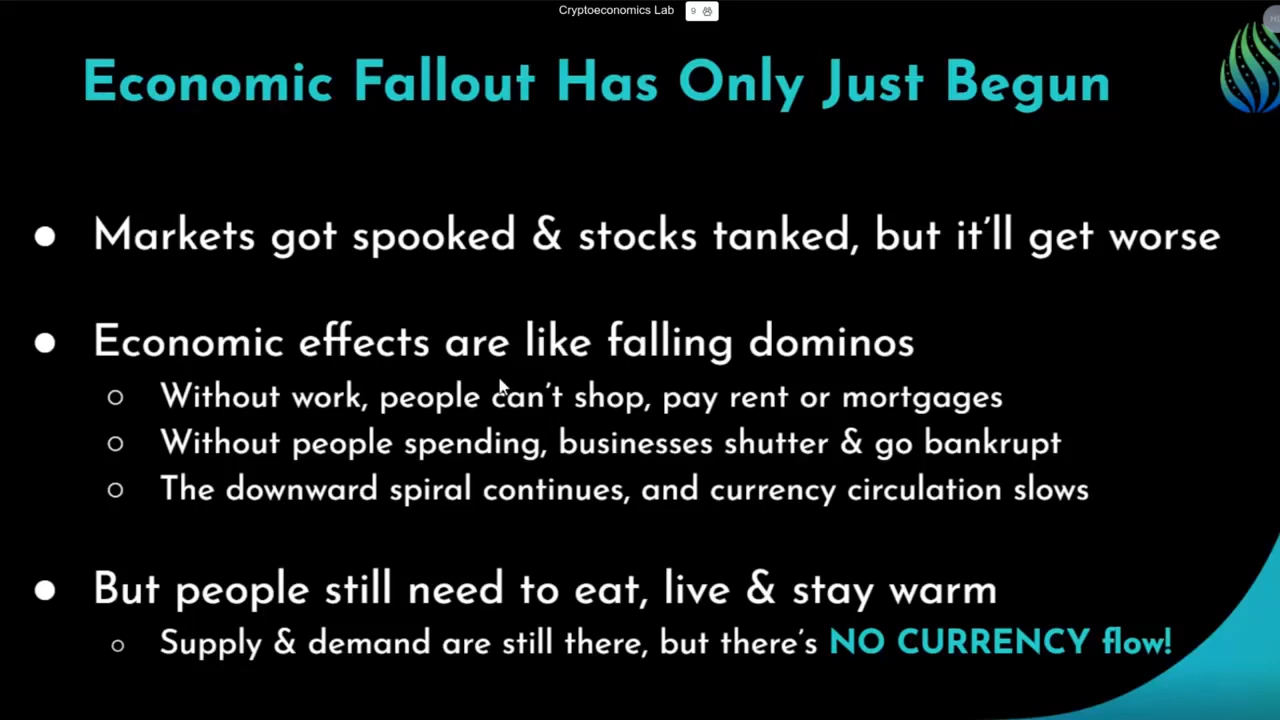 Cryptoeconomics Lab 9
Economic Fallout Has Only Just Begun
● Markets got spooked & stocks tanked, but it'll get worse
● Economic effects are like falling dominos
○ Without work, people can't shop, pay rent or mortgages
○ Without people spending, businesses shutter & go bankrupt
○ The downward spiral continues, and currency circulation slows
● But people still need to eat, live & stay warm
○ Supply & demand are still there, but there's NO CURRENCY flow!